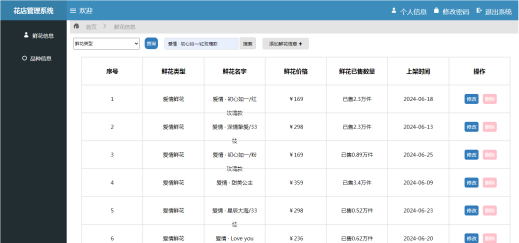 花店管理系统
欢迎
个人信息
修改密码
退出系统
鲜花信息
品种信息
首页 > 鲜花信息
鲜花类型
查询
爱情 · 初心如一/红玫瑰款
搜索
添加鲜花信息 +
序号 鲜花类型 鲜花名字 鲜花价格 鲜花已售数量 上架时间 操作
1 爱情鲜花 爱情 · 初心如一/红玫瑰款 ￥169 已售2.3万件 2024-06-18 修改 删除
2 爱情鲜花 爱情 · 浓情挚爱/33枝 ￥298 已售2.3万件 2024-06-13 修改 删除
3 爱情鲜花 爱情 · 初心如一/粉玫瑰款 ￥169 已售0.89万件 2024-06-25 修改 删除
4 爱情鲜花 爱情 · 甜美公主 ￥359 已售3.4万件 2024-06-09 修改 删除
5 爱情鲜花 爱情 · 星辰大海/33枝 ￥298 已售0.52万件 2024-06-23 修改 删除
6 爱情鲜花 爱情 · Love you ￥236 已售0.62万件 2024-06-20 修改 删除